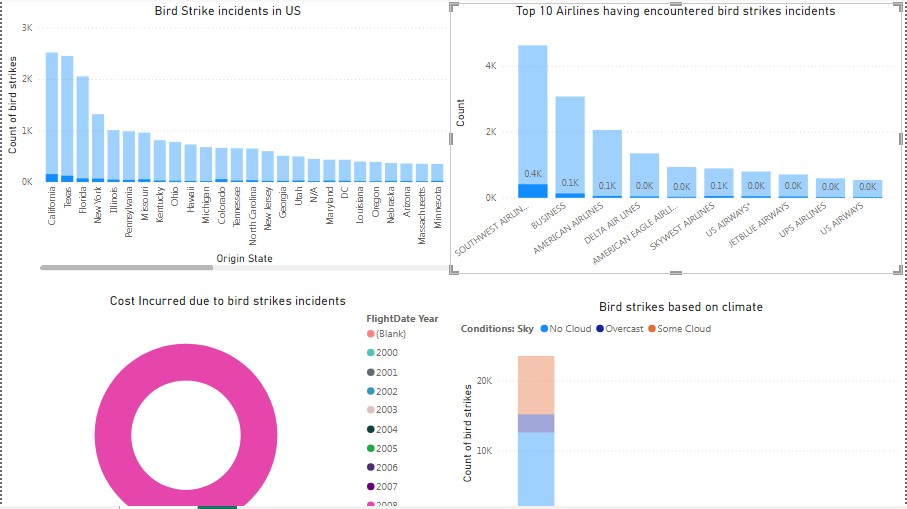 Bird Strike incidents in US
3K
2K
1K
0K
Count of bird strikes
California
Texas
Florida
New York
Illinois
Pennsylvania
Missouri
Kentucky
Ohio
Hawaii
Michigan
Colorado
Tennessee
North Carolina
New Jersey
Georgia
Utah
N/A
Maryland
DC
Louisiana
Oregon
Nebraska
Arizona
Massachusetts
Minnesota
Origin State
Top 10 Airlines having encountered bird strikes incidents
4K
2K
0K
Count
0.4K
0.1K
0.1K
0.0K
0.0K
0.1K
0.0K
0.0K
0.0K
0.0K
SOUTHWEST AIRLIN...
BUSINESS
AMERICAN AIRLINES
DELTA AIR LINES
AMERICAN EAGLE AIRLI...
SKYWEST AIRLINES
US AIRWAYS*
JETBLUE AIRWAYS
UPS AIRLINES
US AIRWAYS
Cost Incurred due to bird strikes incidents
FlightDate Year
(Blank)
2000
2001
2002
2003
2004
2005
2006
2007
2008
Bird strikes based on climate
Conditions: Sky No Cloud Overcast Some Cloud
20K
10K
Count of bird strikes